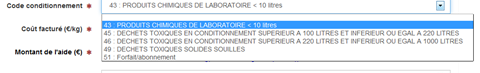 Code conditionnement * 43 : PRODUITS CHIMIQUES DE LABORATOIRE < 10 litres
43 : PRODUITS CHIMIQUES DE LABORATOIRE < 10 litres
Coût facturé (€/kg) *
45 : DECHETS TOXIQUES EN CONDITIONNEMENT SUPERIEUR A 100 LITRES ET INFERIEUR OU EGAL A 220 LITRES
46 : DECHETS TOXIQUES EN CONDITIONNEMENT SUPERIEUR A 220 LITRES ET INFERIEUR OU EGAL A 1000 LITRES
49 : DECHETS TOXIQUES SOLIDES SOUILLES
Montant de l'aide (€) *
51 : Forfait/abonnement